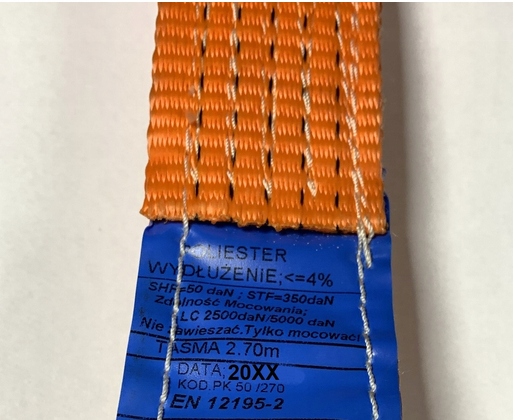 LIESTER
WYDŁUŻENIE;<=4%
SHF=50 daN ; STF=350daN
Zdolność Mocowania;
LC 2500daN/5000 daN
Nie zawieszać.Tylko mocować
TAŚMA 2.70m
DATA;20XX
KOD.PK 50 /270
EN 12195-2